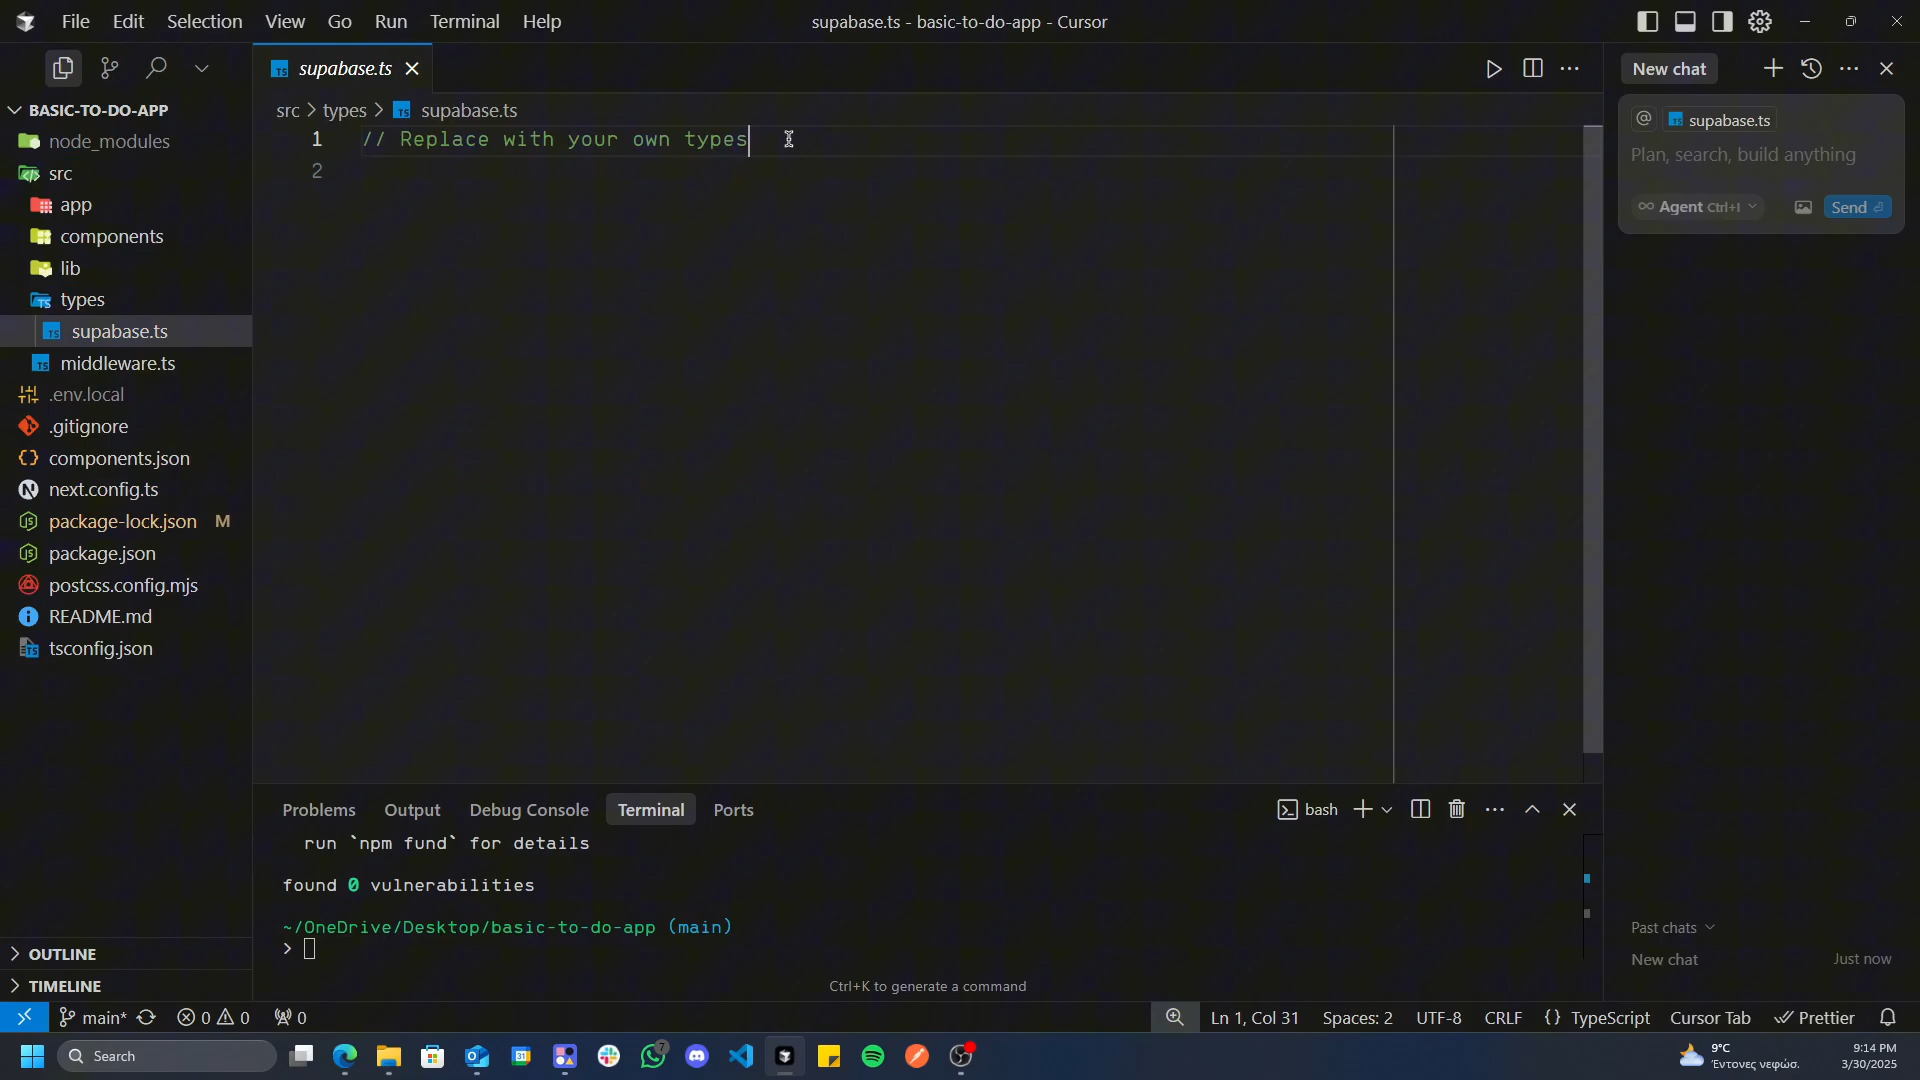 File Edit Selection View Go Run Terminal Help
supabase.ts - basic-to-do-app - Cursor
supabase.ts
New chat
BASIC-TO-DO-APP
node_modules
src
app
components
lib
types
supabase.ts
middleware.ts
.env.local
.gitignore
components.json
next.config.ts
package-lock.json M
package.json
postcss.config.mjs
README.md
tsconfig.json
OUTLINE
TIMELINE
src > types > supabase.ts
1 // Replace with your own types
2
@ supabase.ts
Plan, search, build anything
Agent Ctrl+I
Send
Past chats
New chat Just now
Problems Output Debug Console Terminal Ports
bash
run `npm fund` for details
found 0 vulnerabilities
~/OneDrive/Desktop/basic-to-do-app (main)
>
Ctrl+K to generate a command
main* 0 0 0
Ln 1, Col 31 Spaces: 2 UTF-8 CRLF {} TypeScript Cursor Tab Prettier
Search
7
31
9°C
Έντονες νεφώσ.
9:14 PM
3/30/2025